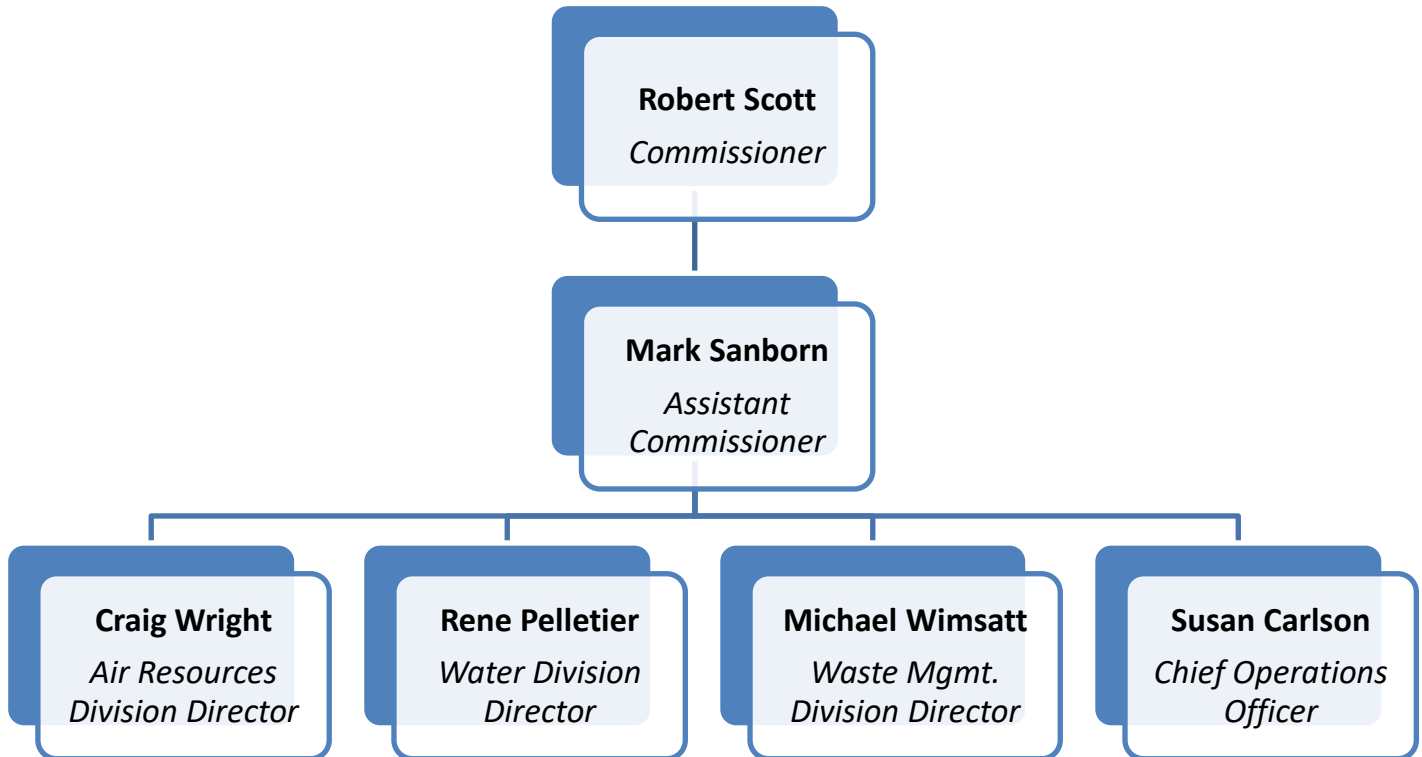 Robert Scott
Commissioner
Mark Sanborn
Assistant
Commissioner
Craig Wright
Air Resources
Division Director
Rene Pelletier
Water Division
Director
Michael Wimsatt
Waste Mgmt.
Division Director
Susan Carlson
Chief Operations
Officer